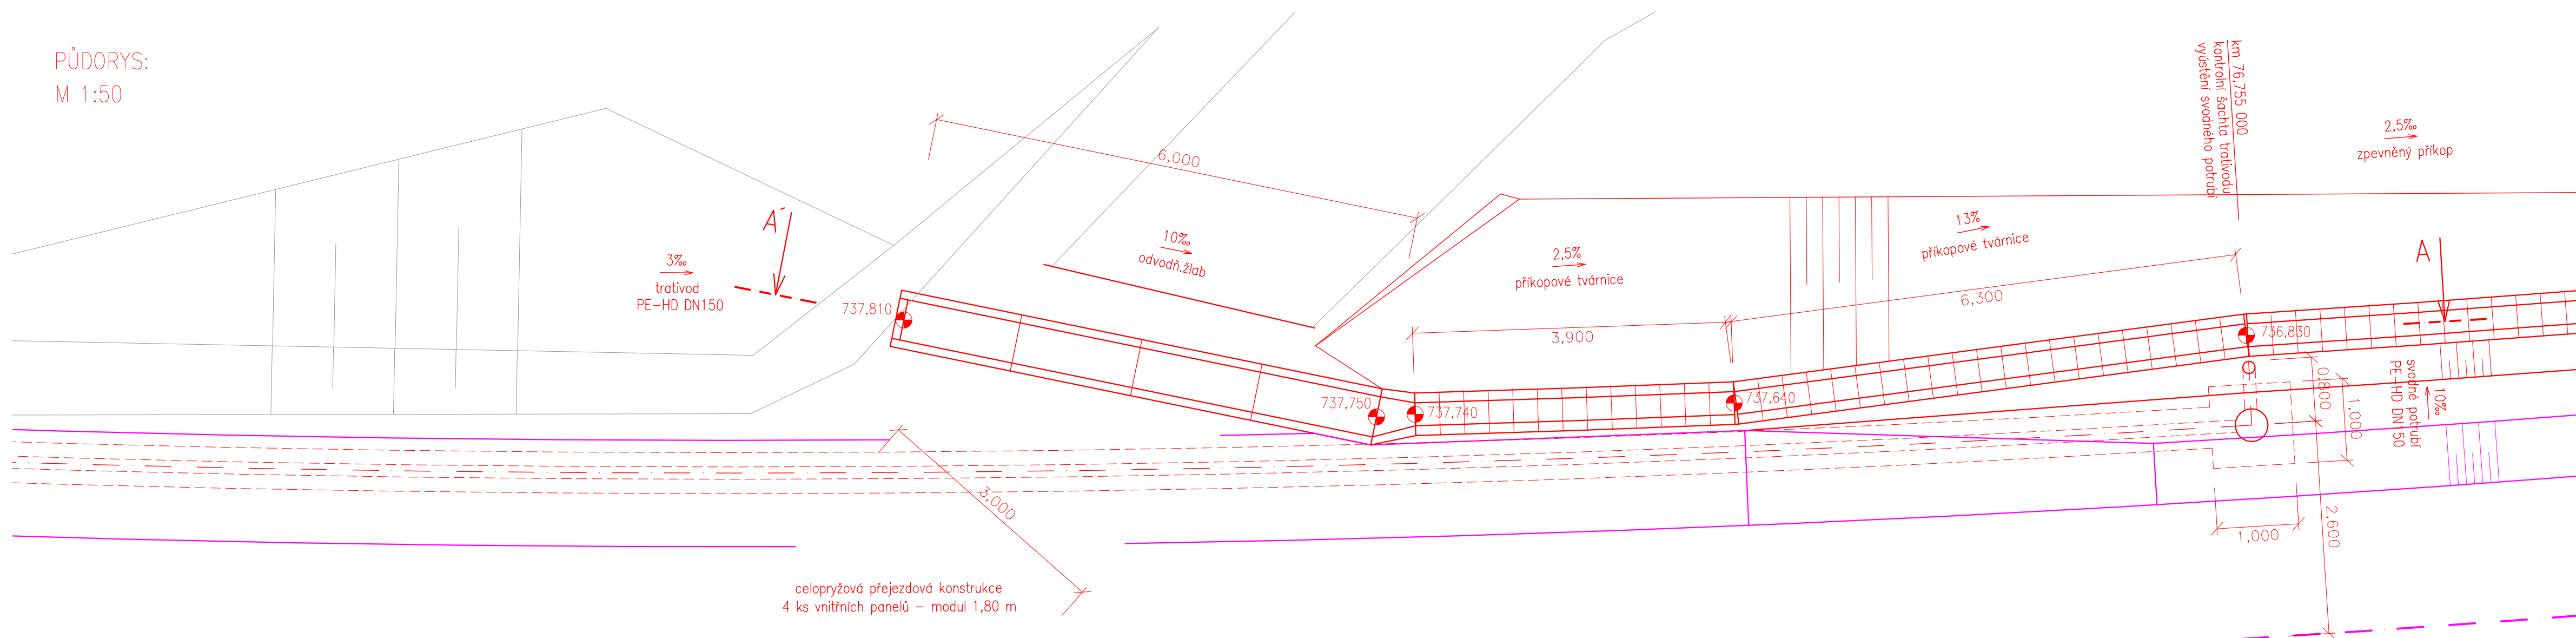 PŮDORYS:
M 1:50
A´
3‰
trativod
PE-HD DN150
737,810
6,000
10‰
odvodň.žlab
737,750
737,740
2,5%
příkopové tvárnice
3,900
737,640
13%
příkopové tvárnice
6,300
km 76,755 000
kontrolní šachta trativodu
vyústění svodného potrubí
2,5‰
zpevněný příkop
A
736,830
svodné potrubí
PE-HD DN150
10‰
0,800
1,000
1,000
2,600
3,000
celopryžová přejezdová konstrukce
4 ks vnitřních panelů - modul 1,80 m